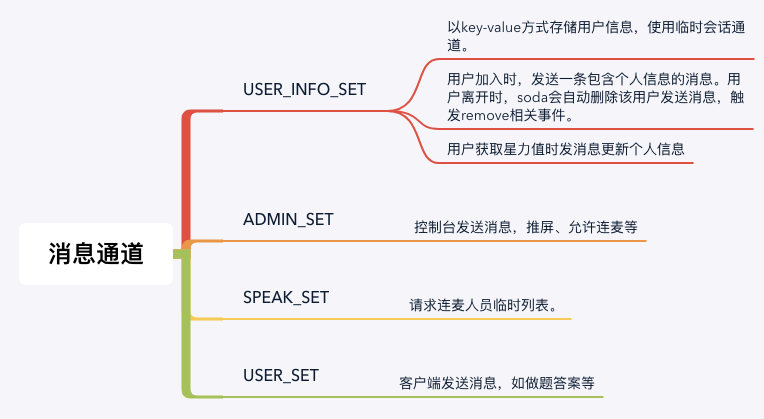 以key-value方式存储用户信息，使用临时会话通
道。
USER_INFO_SET
用户加入时，发送一条包含个人信息的消息。用
户离开时，soda会自动删除该用户发送消息，触
发remove相关事件。
用户获取星力值时发消息更新个人信息
ADMIN_SET
控制台发送消息，推屏、允许连麦等
消息通道
SPEAK_SET
请求连麦人员临时列表。
USER_SET
客户端发送消息，如做题答案等